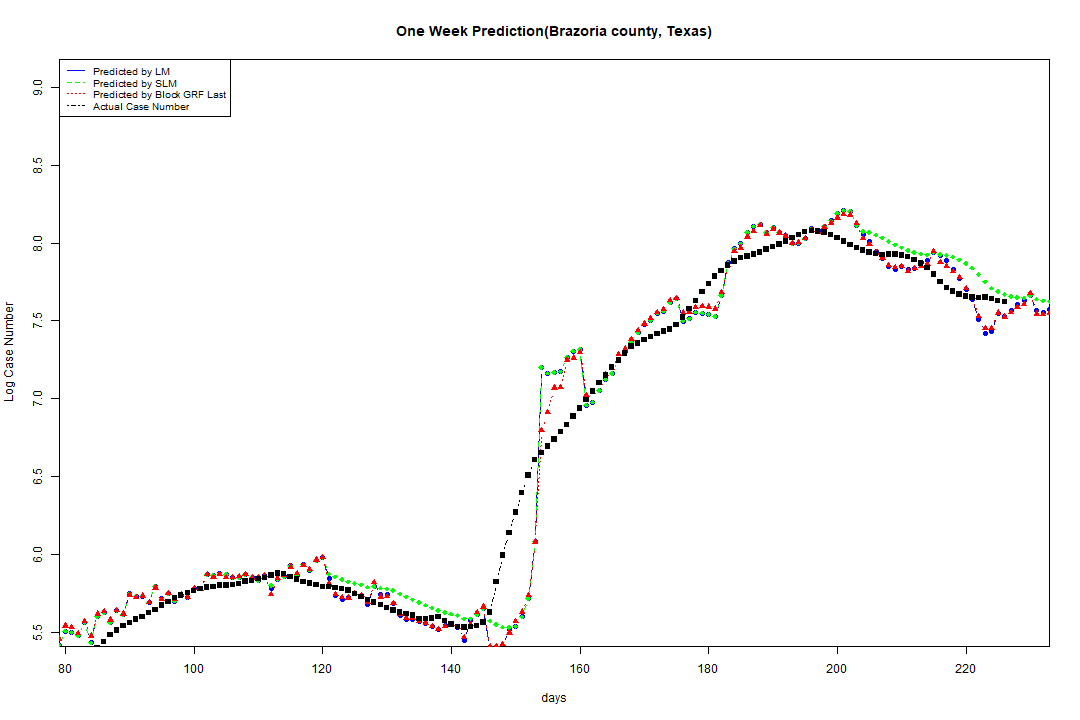 One Week Prediction(Brazoria county, Texas)
Predicted by LM
Predicted by SLM
Predicted by Block GRF Last
Actual Case Number
9.0
8.5
8.0
7.5
7.0
6.5
6.0
5.5
Log Case Number
80 100 120 140 160 180 200 220
days